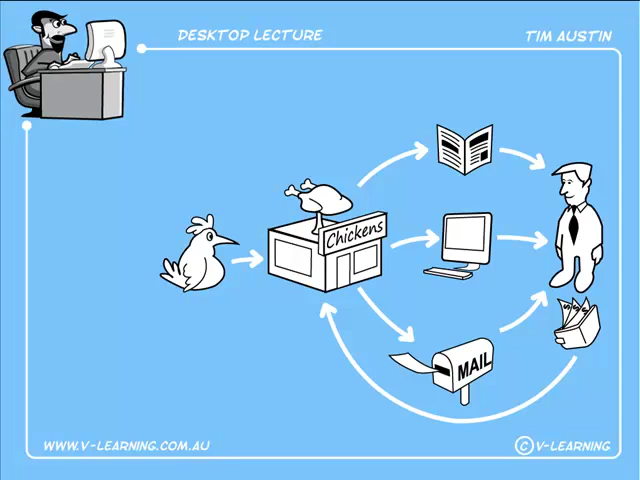 DESKTOP LECTURE
TIM AUSTIN
Chickens
$ $ $
MAIL
WWW.V-LEARNING.COM.AU
© V-LEARNING